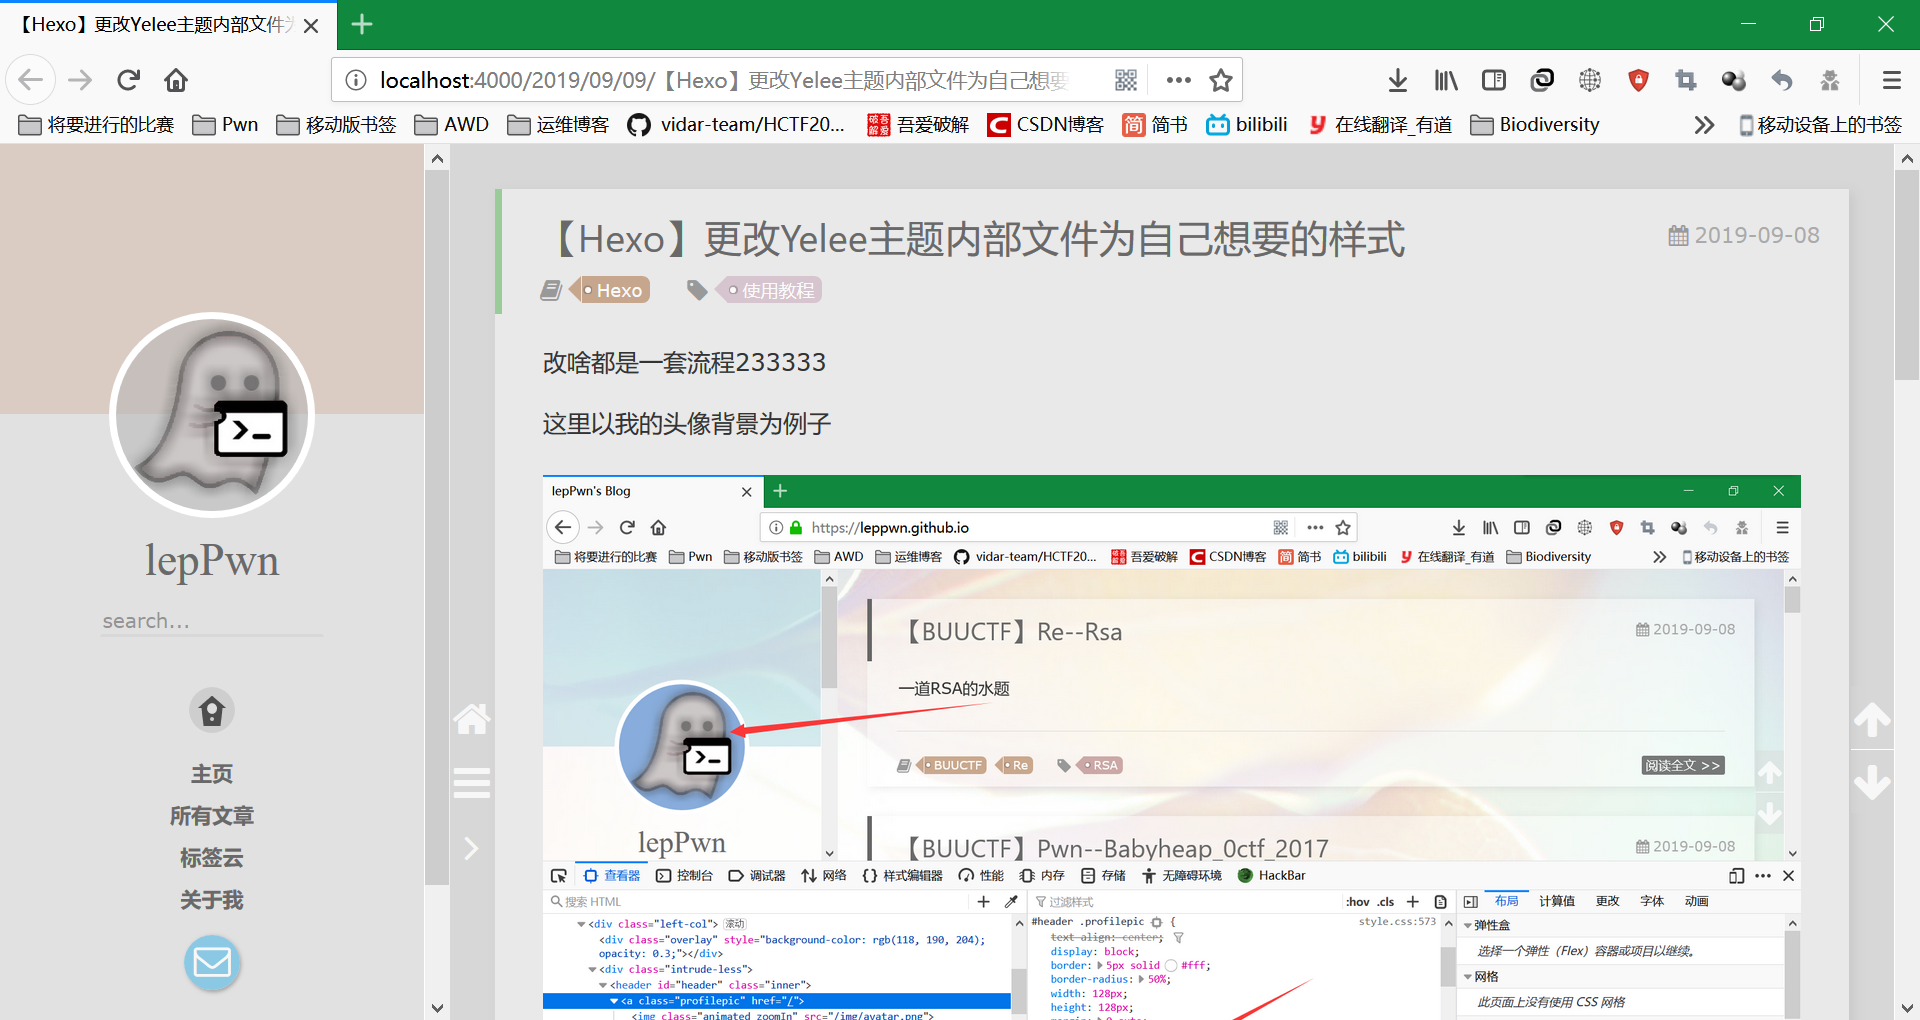 【Hexo】更改Yelee主题内部文件为
localhost:4000/2019/09/09/【Hexo】更改Yelee主题内部文件为自己想要
将要进行的比赛 Pwn 移动版书签 AWD 运维博客 vidar-team/HCTF20... 吾爱破解 CSDN博客 简书 bilibili 在线翻译_有道 Biodiversity 移动设备上的书签
lepPwn
search...
主页
所有文章
标签云
关于我
【Hexo】更改Yelee主题内部文件为自己想要的样式
2019-09-08
Hexo 使用教程
改啥都是一套流程233333
这里以我的头像背景为例子
lepPwn's Blog
https://leppwn.github.io
将要进行的比赛 Pwn 移动版书签 AWD 运维博客 vidar-team/HCTF20... 吾爱破解 CSDN博客 简书 bilibili 在线翻译_有道 Biodiversity 移动设备上的书签
lepPwn
【BUUCTF】Re--Rsa
2019-09-08
一道RSA的水题
BUUCTF Re RSA
阅读全文 >>
【BUUCTF】Pwn--Babyheap_0ctf_2017
2019-09-08
查看器 控制台 调试器 网络 样式编辑器 性能 内存 存储 无障碍环境 HackBar
搜索 HTML
<div class="left-col"> 滚动
<div class="overlay" style="background-color: rgb(118, 190, 204);
opacity: 0.3;"></div>
<div class="intrude-less">
<header id="header" class="inner">
<a class="profilepic" href="/">
<img class="animated zoomIn" src="/img/avatar.png">
过滤样式
:hov .cls
#header .profilepic {
style.css:573
text-align: center;
display: block;
border: 5px solid #fff;
border-radius: 50%;
width: 128px;
height: 128px;
margin: 0 auto;
布局 计算值 更改 字体 动画
弹性盒
选择一个弹性（Flex）容器或项目以继续。
网格
此页面上没有使用 CSS 网格